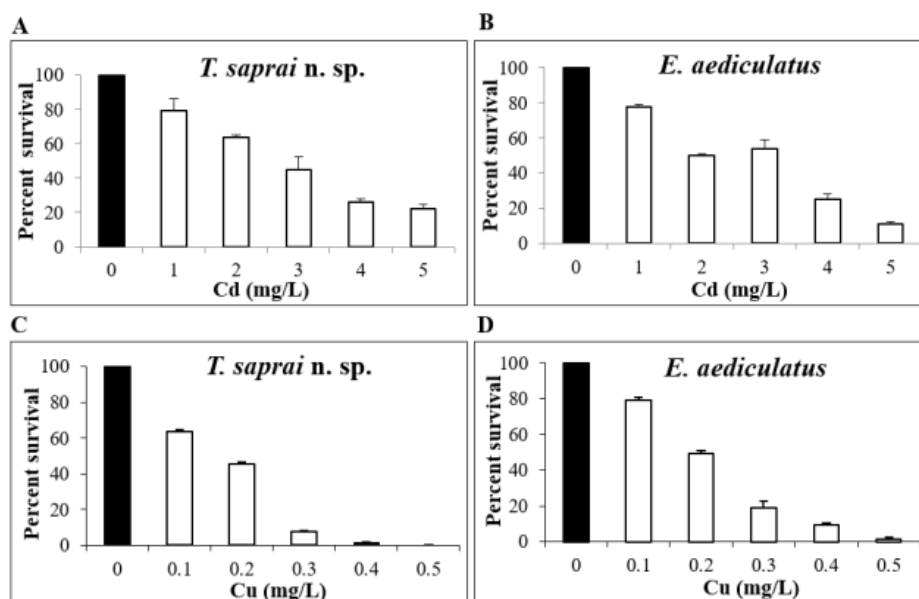 A
T. saprai n. sp.
Percent survival
100
80
60
40
20
0
0 1 2 3 4 5
Cd (mg/L)
B
E. aediculatus
Percent survival
100
80
60
40
20
0
0 1 2 3 4 5
Cd (mg/L)
C
T. saprai n. sp.
Percent survival
100
80
60
40
20
0
0 0.1 0.2 0.3 0.4 0.5
Cu (mg/L)
D
E. aediculatus
Percent survival
100
80
60
40
20
0
0 0.1 0.2 0.3 0.4 0.5
Cu (mg/L)